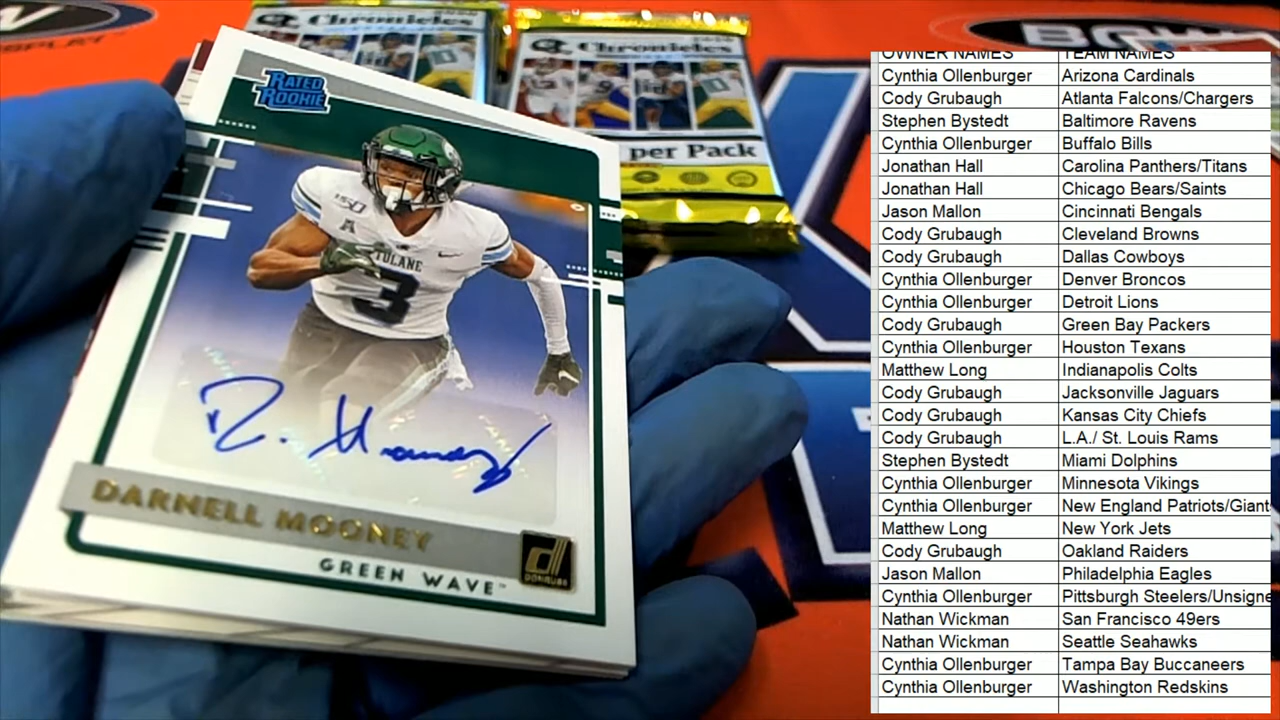 Chronicles
Chronicles
per Pack
RATED
ROOKIE
150
TULANE
3
D. Mooney
DARNELL MOONEY
GREEN WAVE™
d
DONRUSS
OWNER NAMES TEAM NAMES
Cynthia Ollenburger Arizona Cardinals
Cody Grubaugh Atlanta Falcons/Chargers
Stephen Bystedt Baltimore Ravens
Cynthia Ollenburger Buffalo Bills
Jonathan Hall Carolina Panthers/Titans
Jonathan Hall Chicago Bears/Saints
Jason Mallon Cincinnati Bengals
Cody Grubaugh Cleveland Browns
Cody Grubaugh Dallas Cowboys
Cynthia Ollenburger Denver Broncos
Cynthia Ollenburger Detroit Lions
Cody Grubaugh Green Bay Packers
Cynthia Ollenburger Houston Texans
Matthew Long Indianapolis Colts
Cody Grubaugh Jacksonville Jaguars
Cody Grubaugh Kansas City Chiefs
Cody Grubaugh L.A./ St. Louis Rams
Stephen Bystedt Miami Dolphins
Cynthia Ollenburger Minnesota Vikings
Cynthia Ollenburger New England Patriots/Giant
Matthew Long New York Jets
Cody Grubaugh Oakland Raiders
Jason Mallon Philadelphia Eagles
Cynthia Ollenburger Pittsburgh Steelers/Unsigne
Nathan Wickman San Francisco 49ers
Nathan Wickman Seattle Seahawks
Cynthia Ollenburger Tampa Bay Buccaneers
Cynthia Ollenburger Washington Redskins